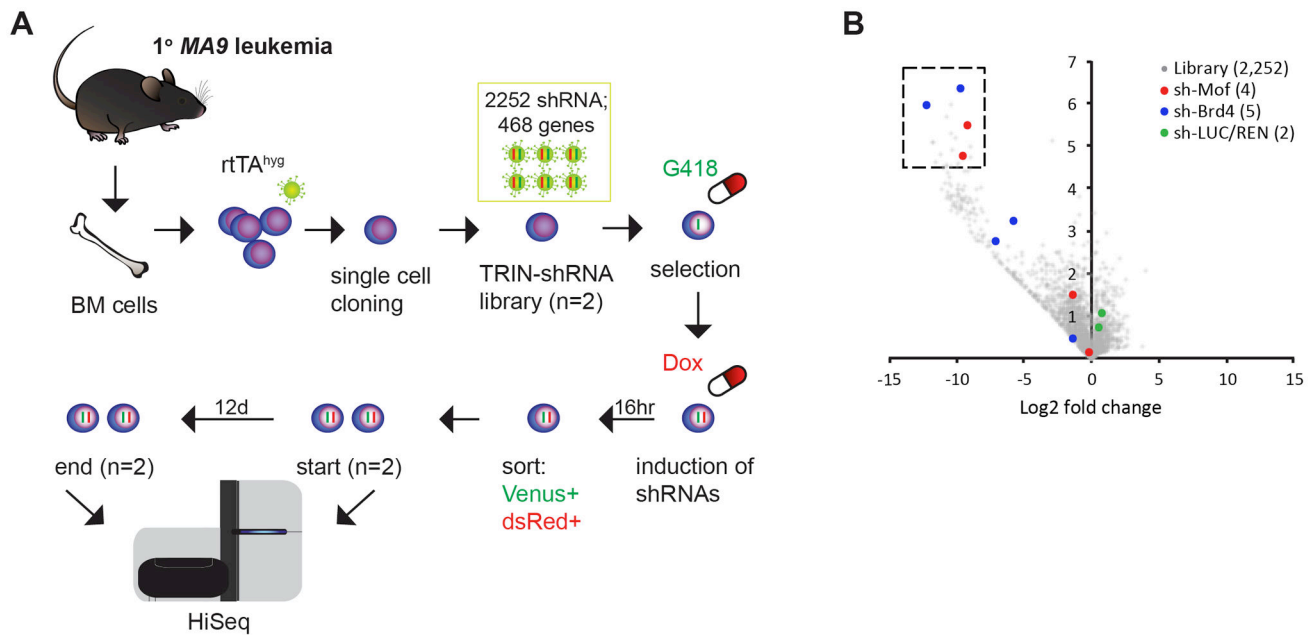 A
1° MA9 leukemia
BM cells
rtTAhyg
single cell
cloning
2252 shRNA;
468 genes
TRIN-shRNA
library (n=2)
G418
selection
Dox
induction of
shRNAs
16hr
sort:
Venus+
dsRed+
start (n=2)
12d
end (n=2)
HiSeq
B
7
6
5
4
3
2
1
-15
-10
-5
0
5
10
15
Log2 fold change
Library (2,252)
sh-Mof (4)
sh-Brd4 (5)
sh-LUC/REN (2)